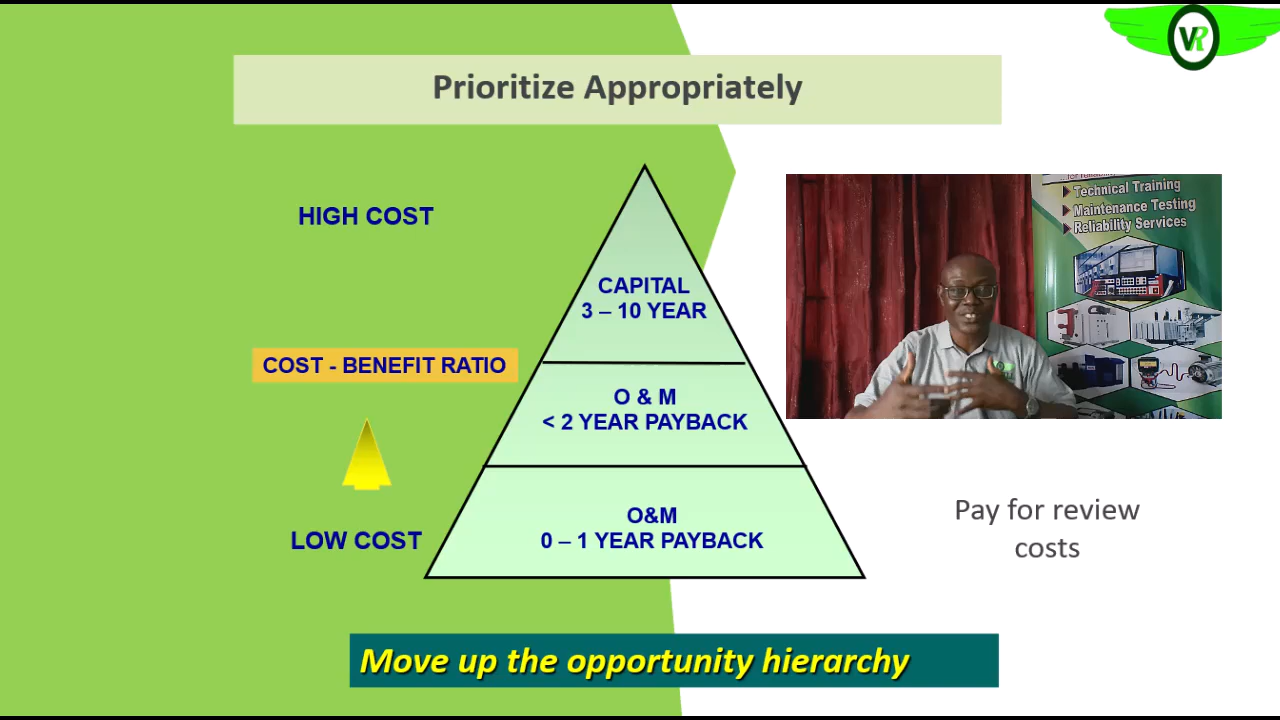 Prioritize Appropriately
VR
HIGH COST
CAPITAL
3 – 10 YEAR
COST - BENEFIT RATIO
O & M
< 2 YEAR PAYBACK
LOW COST
O&M
0 – 1 YEAR PAYBACK
Technical Training
Maintenance Testing
Reliability Services
Pay for review
costs
Move up the opportunity hierarchy